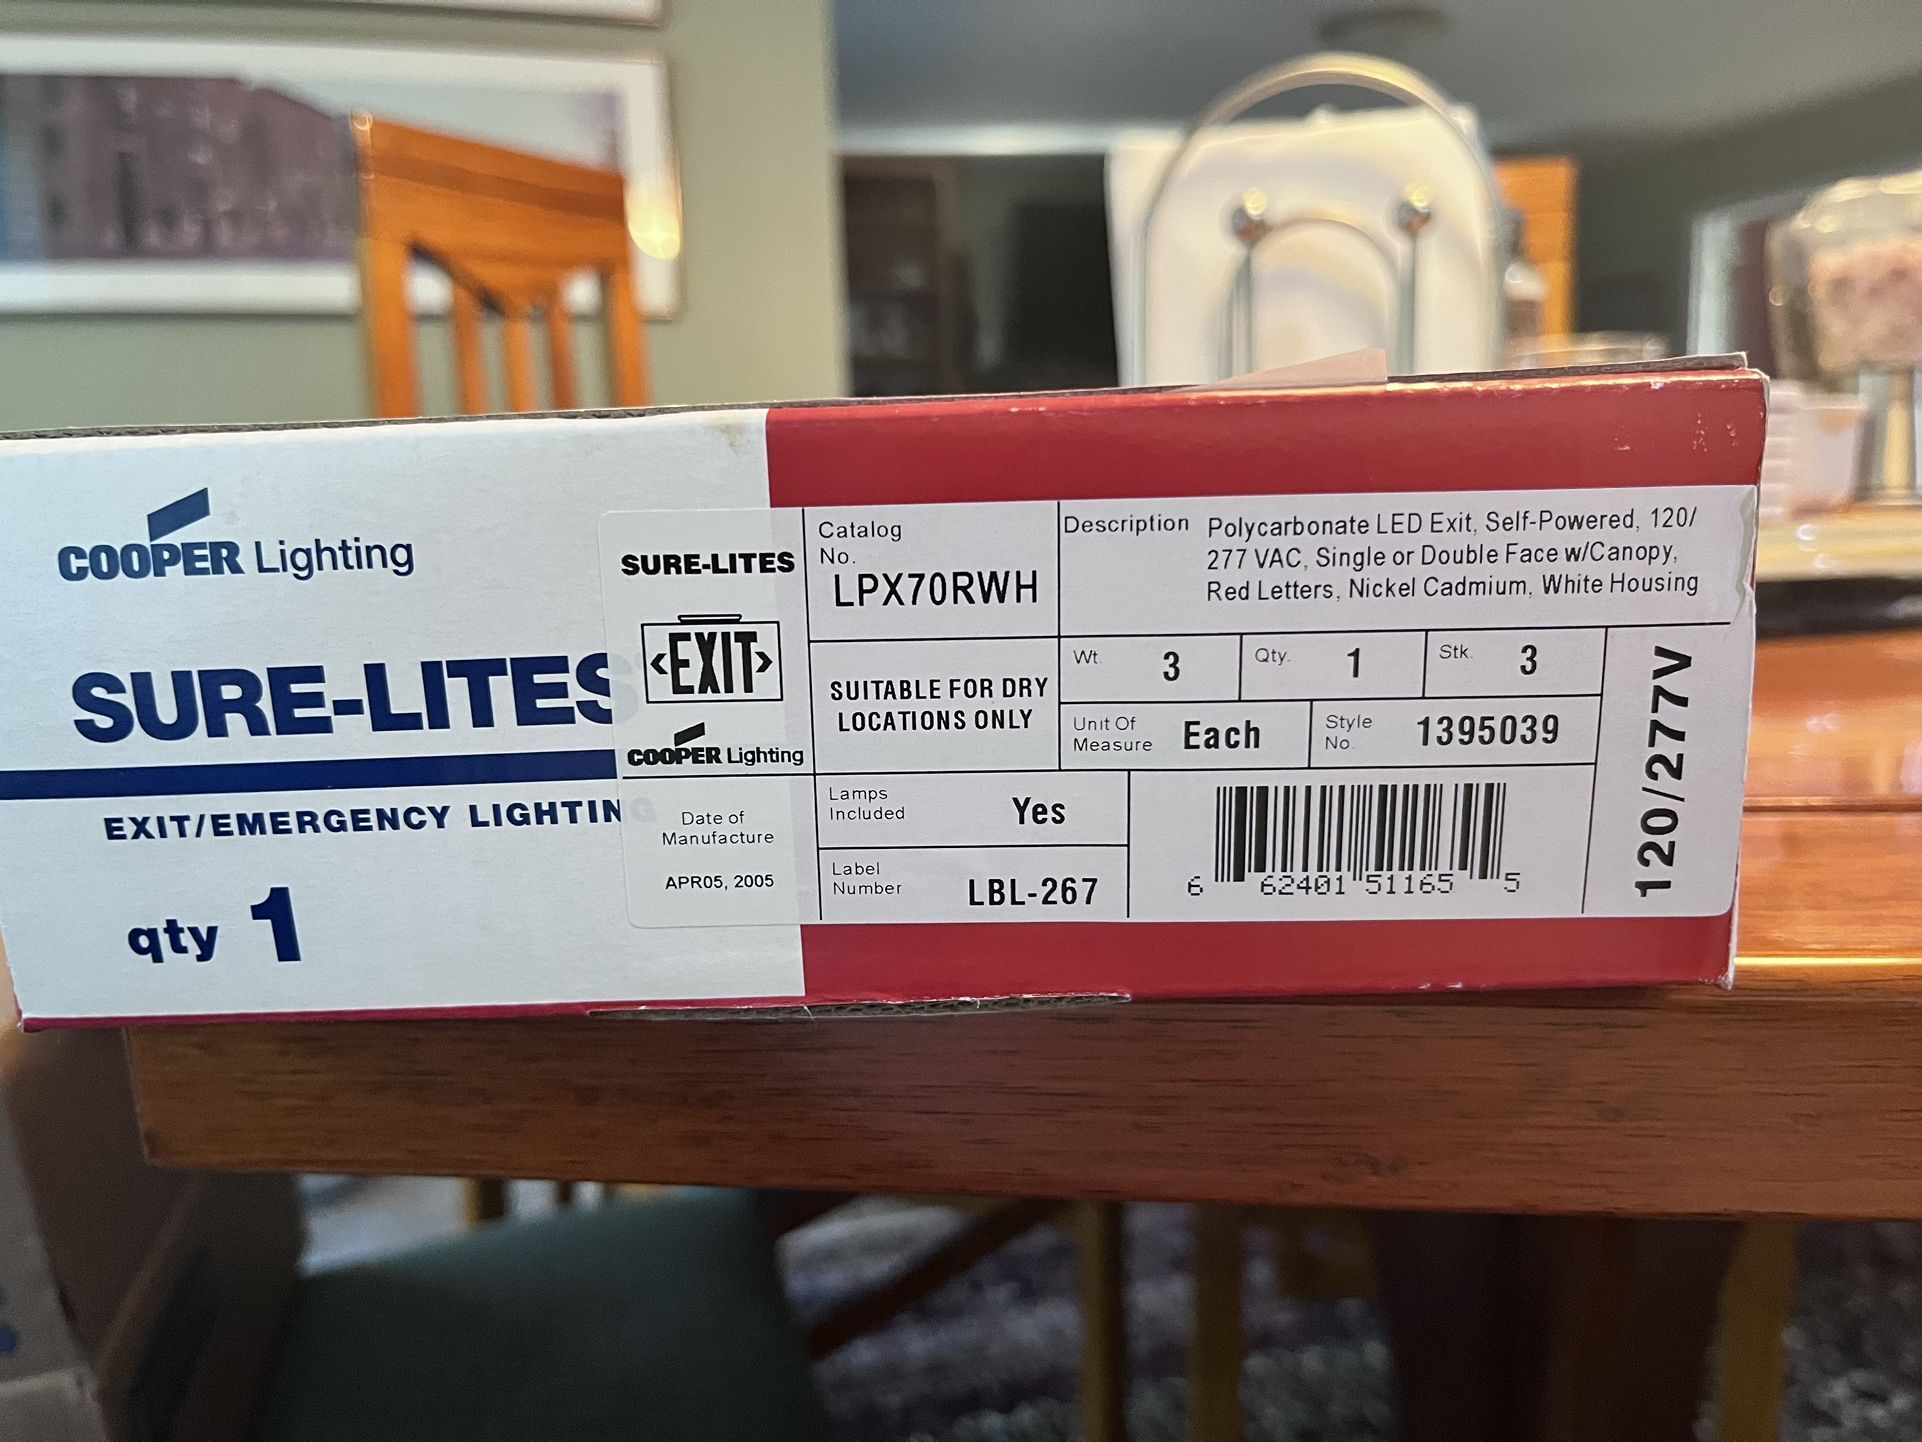 COOPER Lighting
SURE-LITES
EXIT/EMERGENCY LIGHTING
qty 1
SURE-LITES
<EXIT>
COOPER Lighting
Date of
Manufacture
APR05, 2005
Catalog
No.
LPX70RWH
SUITABLE FOR DRY
LOCATIONS ONLY
Lamps
Included Yes
Label
Number LBL-267
Description Polycarbonate LED Exit, Self-Powered, 120/
277 VAC, Single or Double Face w/Canopy,
Red Letters, Nickel Cadmium, White Housing
Wt. 3 Qty. 1 Stk. 3
Unit Of
Measure Each
Style
No. 1395039
6 62401 51165 5
120/277V